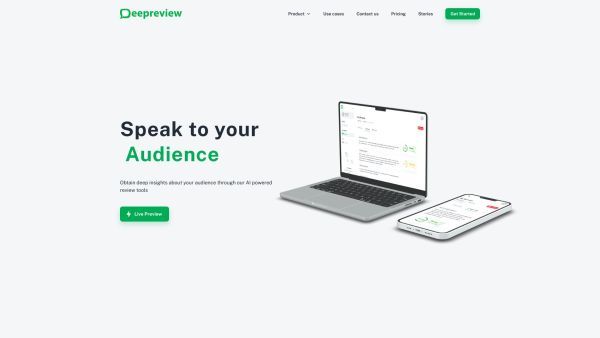 Deepreview
Product
Use cases
Contact us
Pricing
Stories
Get Started
Speak to your
Audience
Obtain deep insights about your audience through our AI powered
review tools
Live Preview